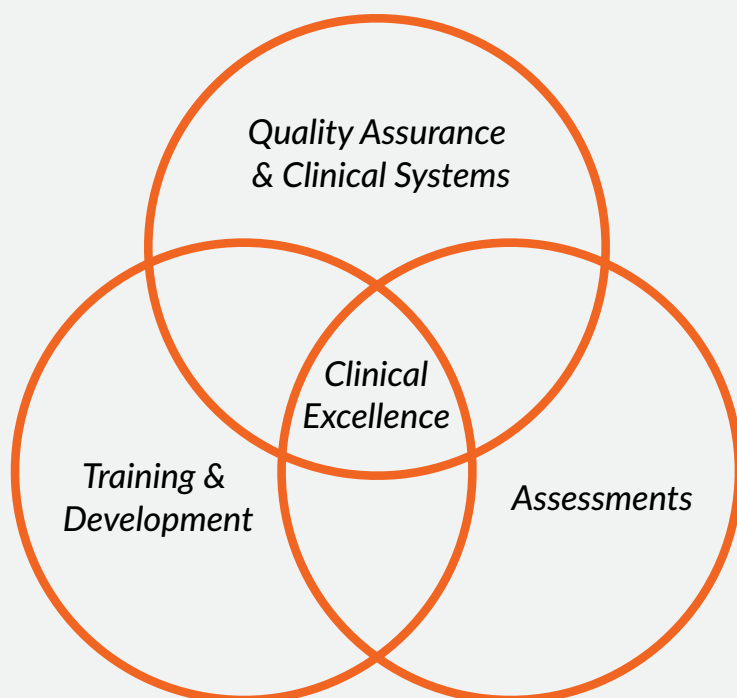 Quality Assurance
& Clinical Systems
Clinical
Excellence
Training &
Development
Assessments